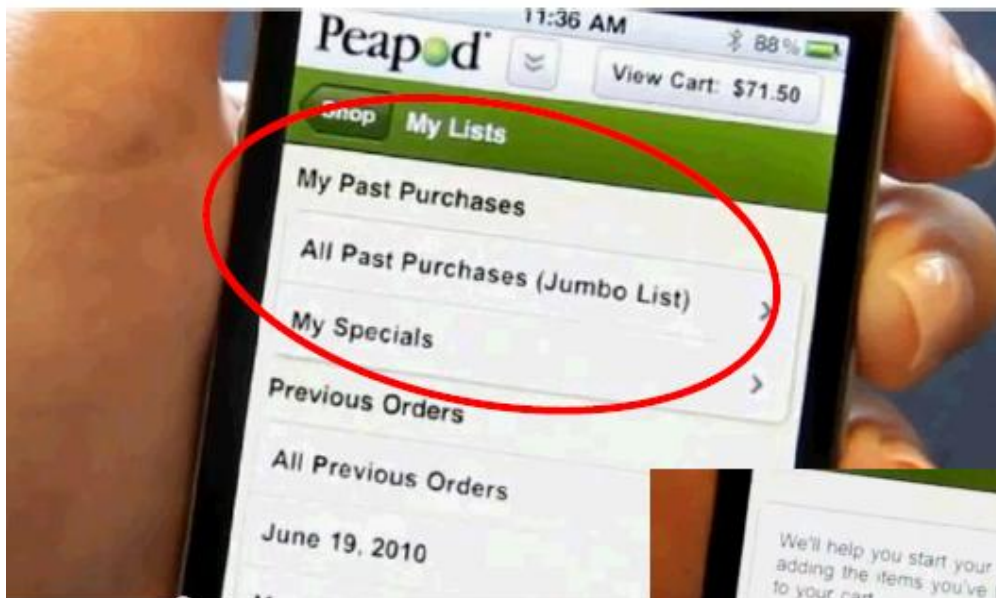 11:36 AM
88%
Peapod
View Cart: $71.50
Shop
My Lists
My Past Purchases
All Past Purchases (Jumbo List)
My Specials
Previous Orders
All Previous Orders
June 19, 2010
We'll help you start your
adding the items you've
to your cart